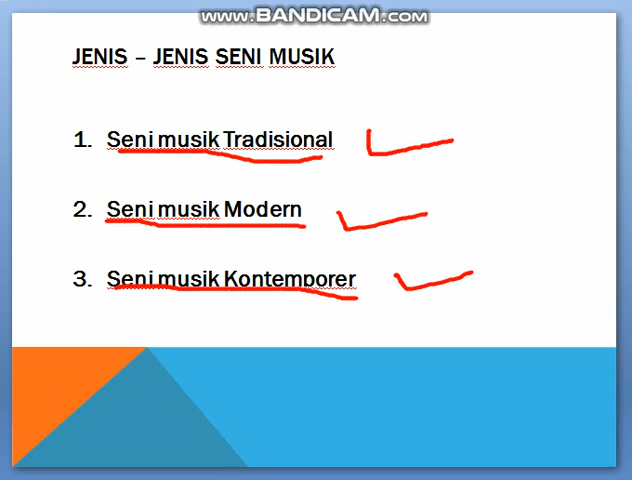 WWW.BANDICAM.COM
JENIS – JENIS SENI MUSIK
1. Seni musik Tradisional
2. Seni musik Modern
3. Seni musik Kontemporer